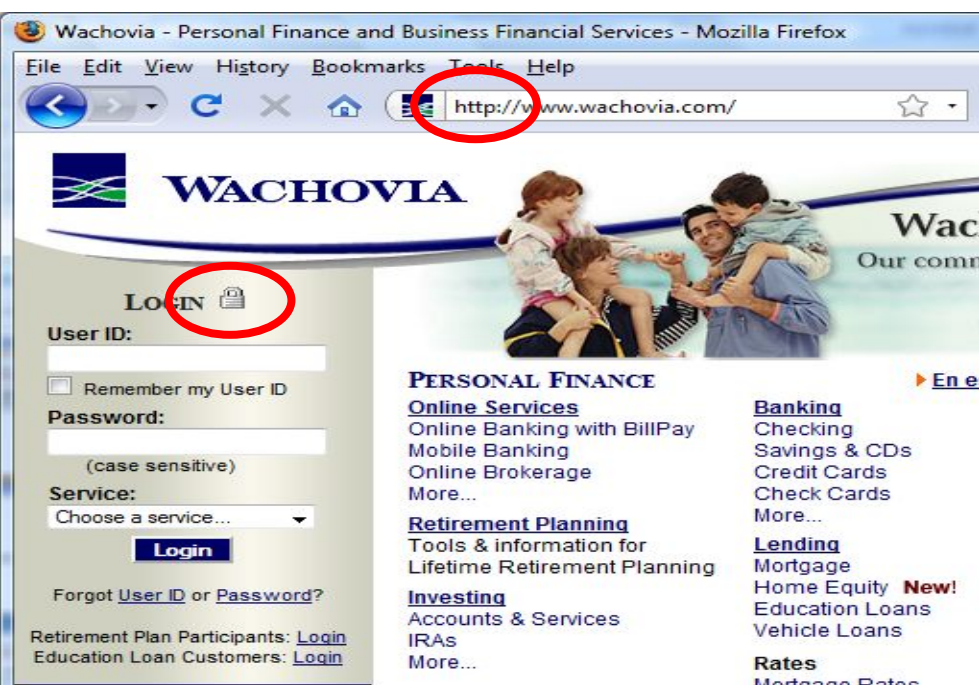 Wachovia - Personal Finance and Business Financial Services - Mozilla Firefox
File Edit View History Bookmarks Tools Help
http://www.wachovia.com/
WACHOVIA
Wac
Our comm
LOGIN
User ID:
Remember my User ID
Password:
(case sensitive)
Service:
Choose a service...
Login
Forgot User ID or Password?
Retirement Plan Participants: Login
Education Loan Customers: Login
PERSONAL FINANCE
En e
Online Services
Online Banking with BillPay
Mobile Banking
Online Brokerage
More...
Retirement Planning
Tools & information for
Lifetime Retirement Planning
Investing
Accounts & Services
IRAs
More...
Banking
Checking
Savings & CDs
Credit Cards
Check Cards
More...
Lending
Mortgage
Home Equity New!
Education Loans
Vehicle Loans
Rates
Mortgage Rates